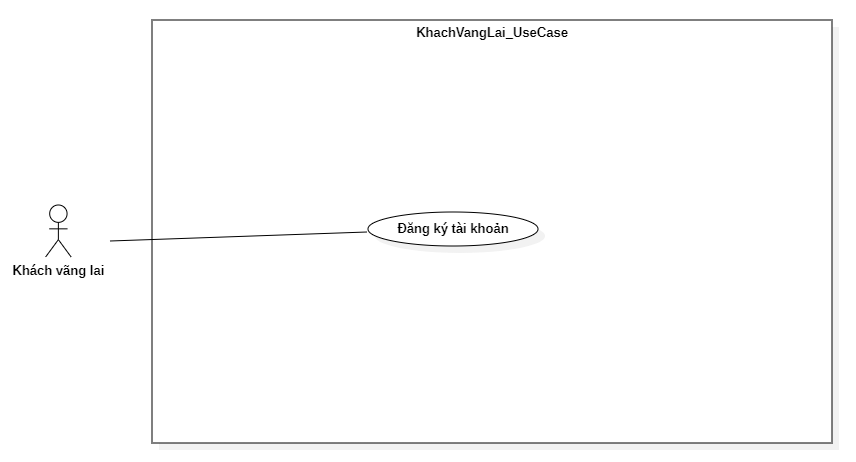 KhachVangLai_UseCase
Đăng ký tài khoản
Khách vãng lai